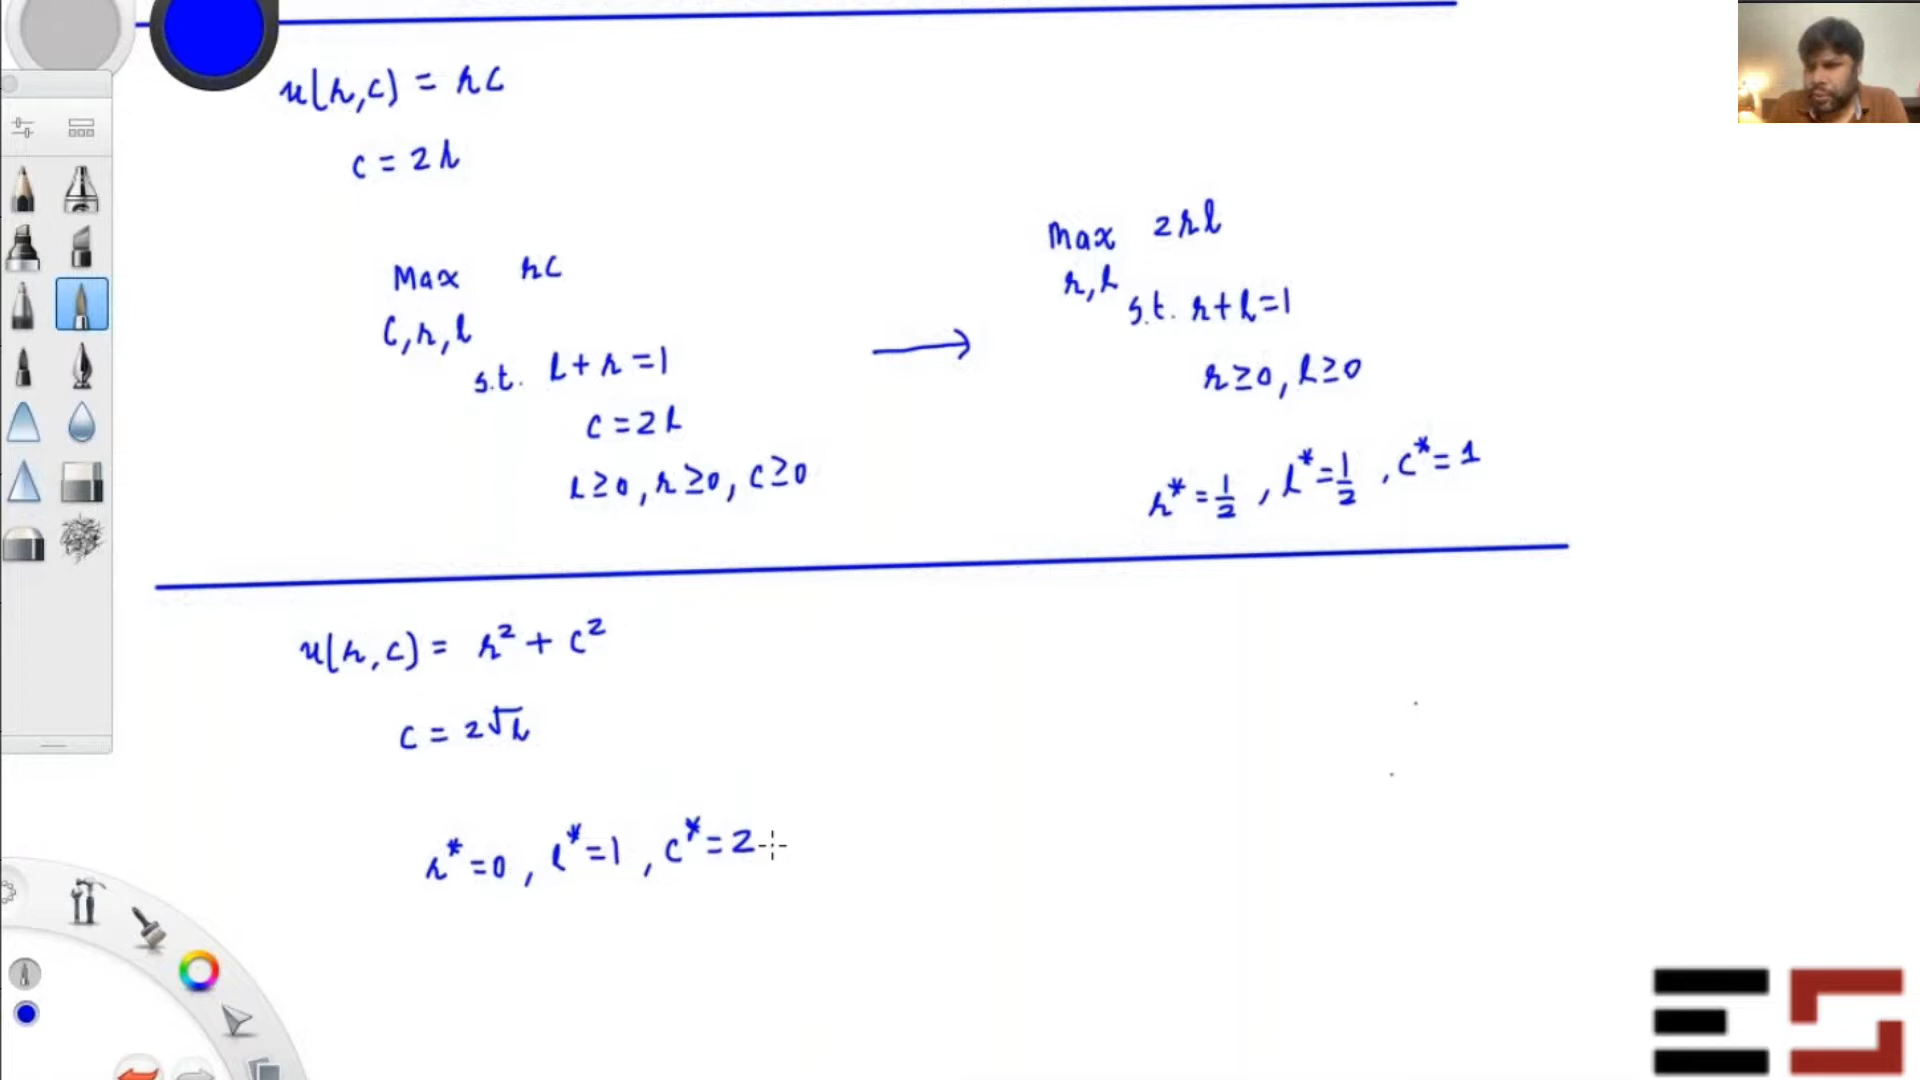 u(r,c) = rc
c = 2l
Max rc
c,r,l
s.t. l+r=1
c=2l
l≥0, r≥0, c≥0
Max 2rl
r,l
s.t. r+l=1
r≥0, l≥0
r*=1/2, l*=1/2, c*=1
u(r,c) = r²+c²
c = 2√l
r*=0, l*=1, c*=2
ES